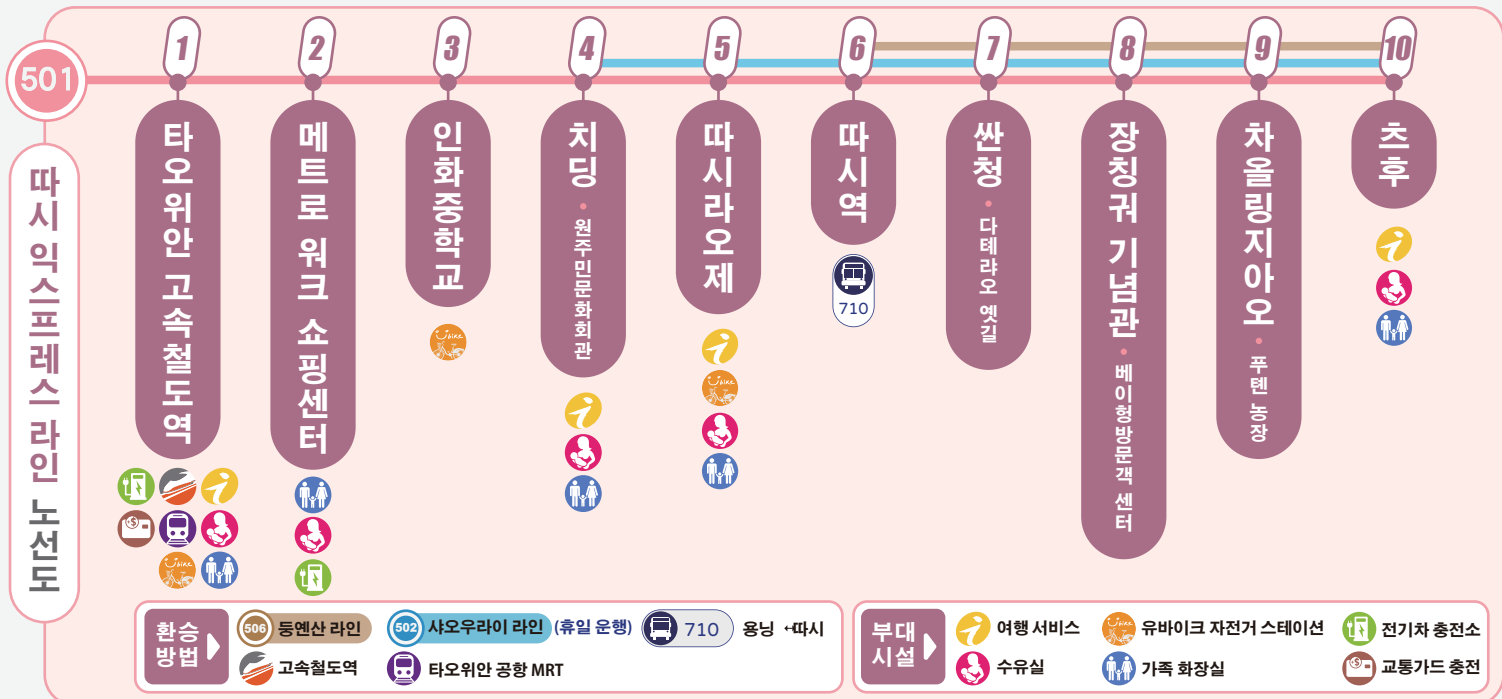 501
따시 익스프레스 라인 노선도
1
타오위안 고속철도역
2
메트로 워크 쇼핑센터
3
인화중학교
4
치딩 • 원주민문화회관
5
따시라오제
6
따시역
710
7
싼청 • 다톄랴오 옛길
8
장징궈 기념관 • 베이헝방문객 센터
9
차올링지아오 • 푸톈 농장
10
츠후
Ubike
Ubike
Ubike
환승
방법
506 둥옌산 라인
502 샤오우라이 라인 (휴일 운행)
710 용닝 ↔따시
고속철도역
타오위안 공항 MRT
부대
시설
여행 서비스
Ubike 유바이크 자전거 스테이션
전기차 충전소
수유실
가족 화장실
교통가드 충전